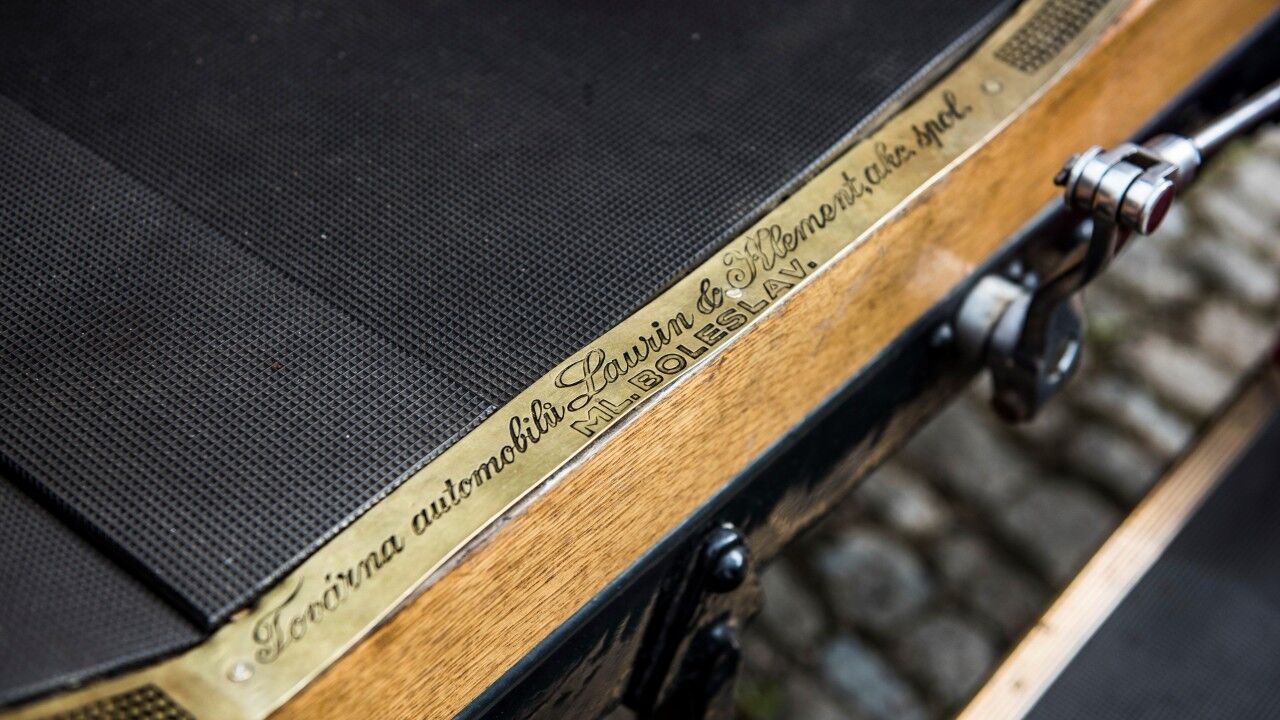 Továrna automobilů Laurin & Klement, akc. spol.
ML. BOLESLAV.